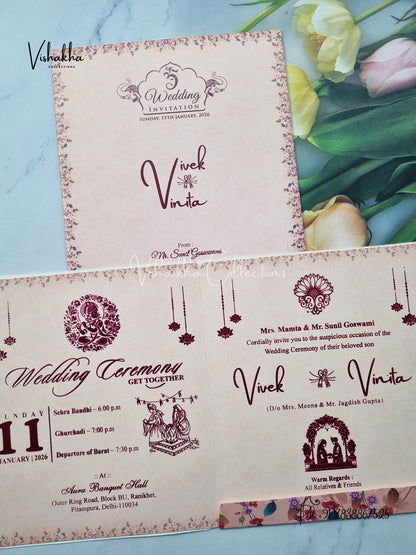 Vishakha
COLLECTIONS
ॐ
Wedding
INVITATION
SUNDAY, 11TH JANUARY, 2026
Vivek
Vinita
From :
Mr. Sunil Goswami
Vishakha Collections
Wedding Ceremony
GET TOGETHER
SUNDAY
11
JANUARY | 2026
Sehra Bandhi ~ 6:00 p.m
Ghurchadi ~ 7:00 p.m
Departure of Barat ~ 7:30 p.m
:: At ::
Aura Banquet Hall
Outer Ring Road, Block BU, Ranikhet,
Pitampura, Delhi-110034
Mrs. Mamta & Mr. Sunil Goswami
Cordially invite you to the auspicious occasion of the
Wedding Ceremony of their beloved son
Vivek
Vinita
(D/o Mrs. Meena & Mr. Jagdish Gupta)
Warm Regards :
All Relatives & Friends